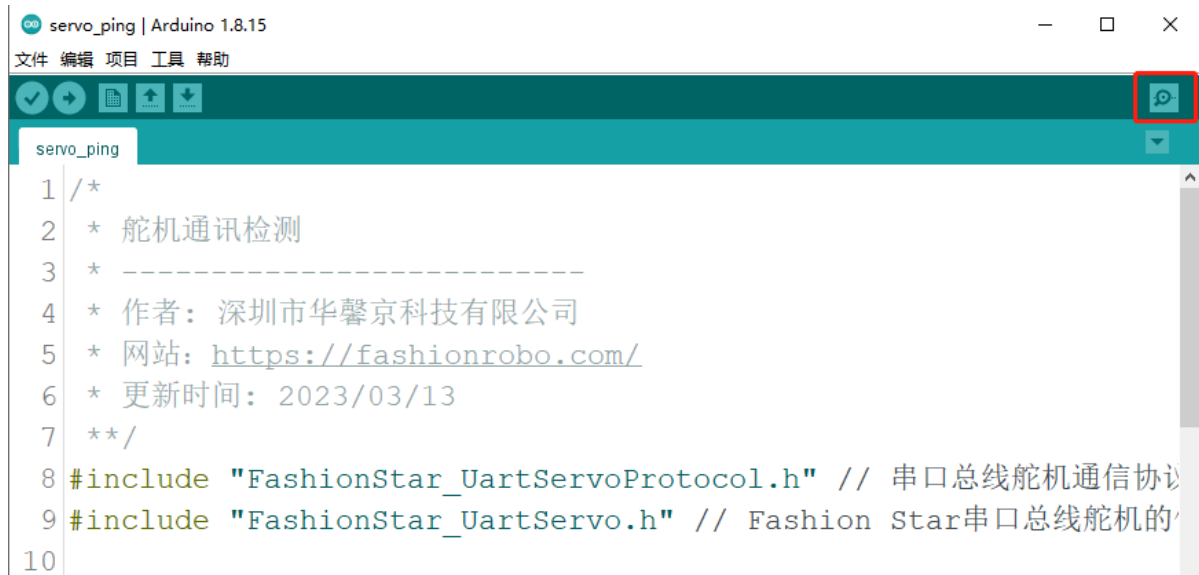 servo_ping | Arduino 1.8.15
文件 编辑 项目 工具 帮助
servo_ping
1 /*
2 * 舵机通讯检测
3 * --------------------------
4 * 作者: 深圳市华馨京科技有限公司
5 * 网站: https://fashionrobo.com/
6 * 更新时间: 2023/03/13
7 **/
8 #include "FashionStar_UartServoProtocol.h" // 串口总线舵机通信协议
9 #include "FashionStar_UartServo.h" // Fashion Star串口总线舵机的
10